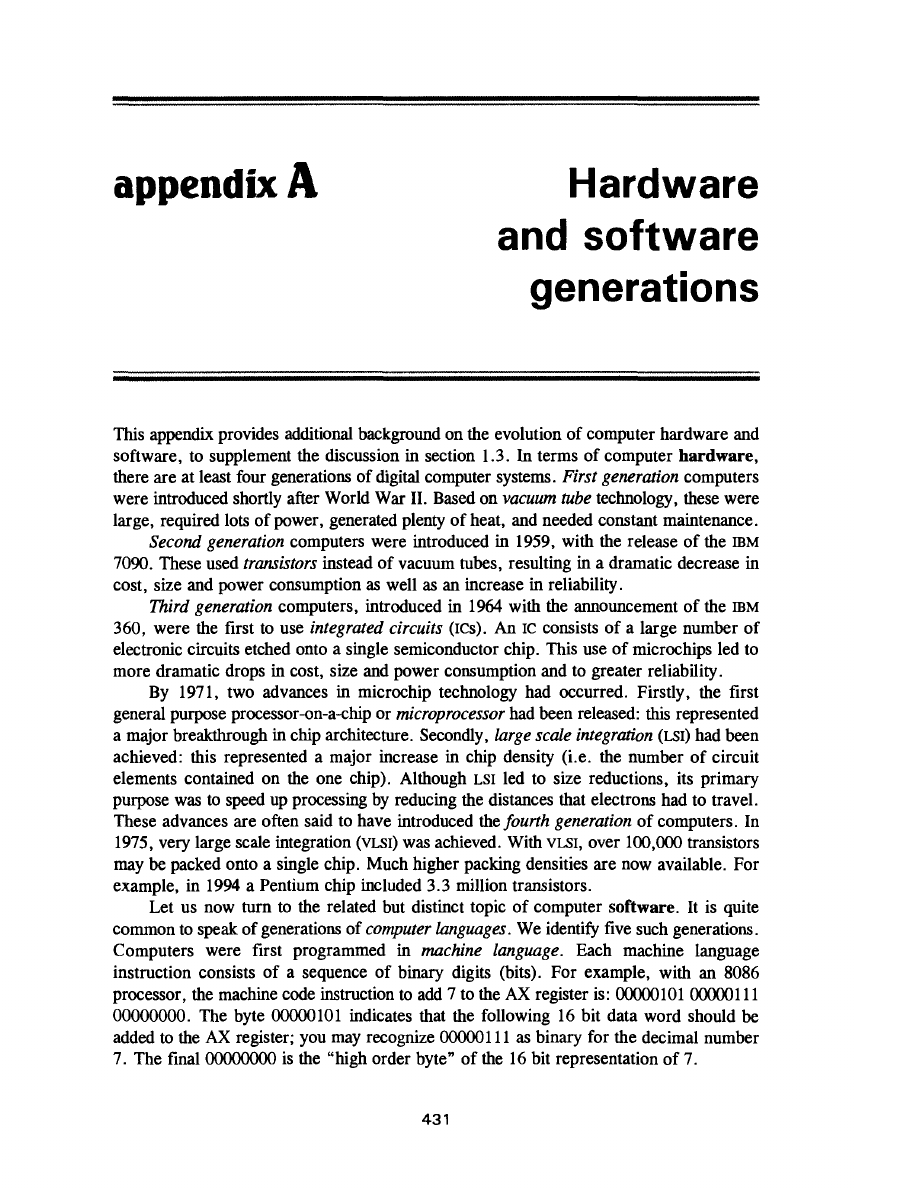 appendix A
Hardware
and software
generations
This appendix provides additional background on the evolution of computer hardware and
software, to supplement the discussion in section 1.3. In terms of computer hardware,
there are at least four generations of digital computer systems. First generation computers
were introduced shortly after World War II. Based on vacuum tube technology, these were
large, required lots of power, generated plenty of heat, and needed constant maintenance.
Second generation computers were introduced in 1959, with the release of the IBM
7090. These used transistors instead of vacuum tubes, resulting in a dramatic decrease in
cost, size and power consumption as well as an increase in reliability.
Third generation computers, introduced in 1964 with the announcement of the IBM
360, were the first to use integrated circuits (ICs). An IC consists of a large number of
electronic circuits etched onto a single semiconductor chip. This use of microchips led to
more dramatic drops in cost, size and power consumption and to greater reliability.
By 1971, two advances in microchip technology had occurred. Firstly, the first
general purpose processor-on-a-chip or microprocessor had been released: this represented
a major breakthrough in chip architecture. Secondly, large scale integration (LSI) had been
achieved: this represented a major increase in chip density (i.e. the number of circuit
elements contained on the one chip). Although LSI led to size reductions, its primary
purpose was to speed up processing by reducing the distances that electrons had to travel.
These advances are often said to have introduced the fourth generation of computers. In
1975, very large scale integration (VLSI) was achieved. With VLSI, over 100,000 transistors
may be packed onto a single chip. Much higher packing densities are now available. For
example, in 1994 a Pentium chip included 3.3 million transistors.
Let us now turn to the related but distinct topic of computer software. It is quite
common to speak of generations of computer languages. We identify five such generations.
Computers were first programmed in machine language. Each machine language
instruction consists of a sequence of binary digits (bits). For example, with an 8086
processor, the machine code instruction to add 7 to the AX register is: 00000101 00000111
00000000. The byte 00000101 indicates that the following 16 bit data word should be
added to the AX register; you may recognize 00000111 as binary for the decimal number
7. The final 00000000 is the “high order byte” of the 16 bit representation of 7.
431